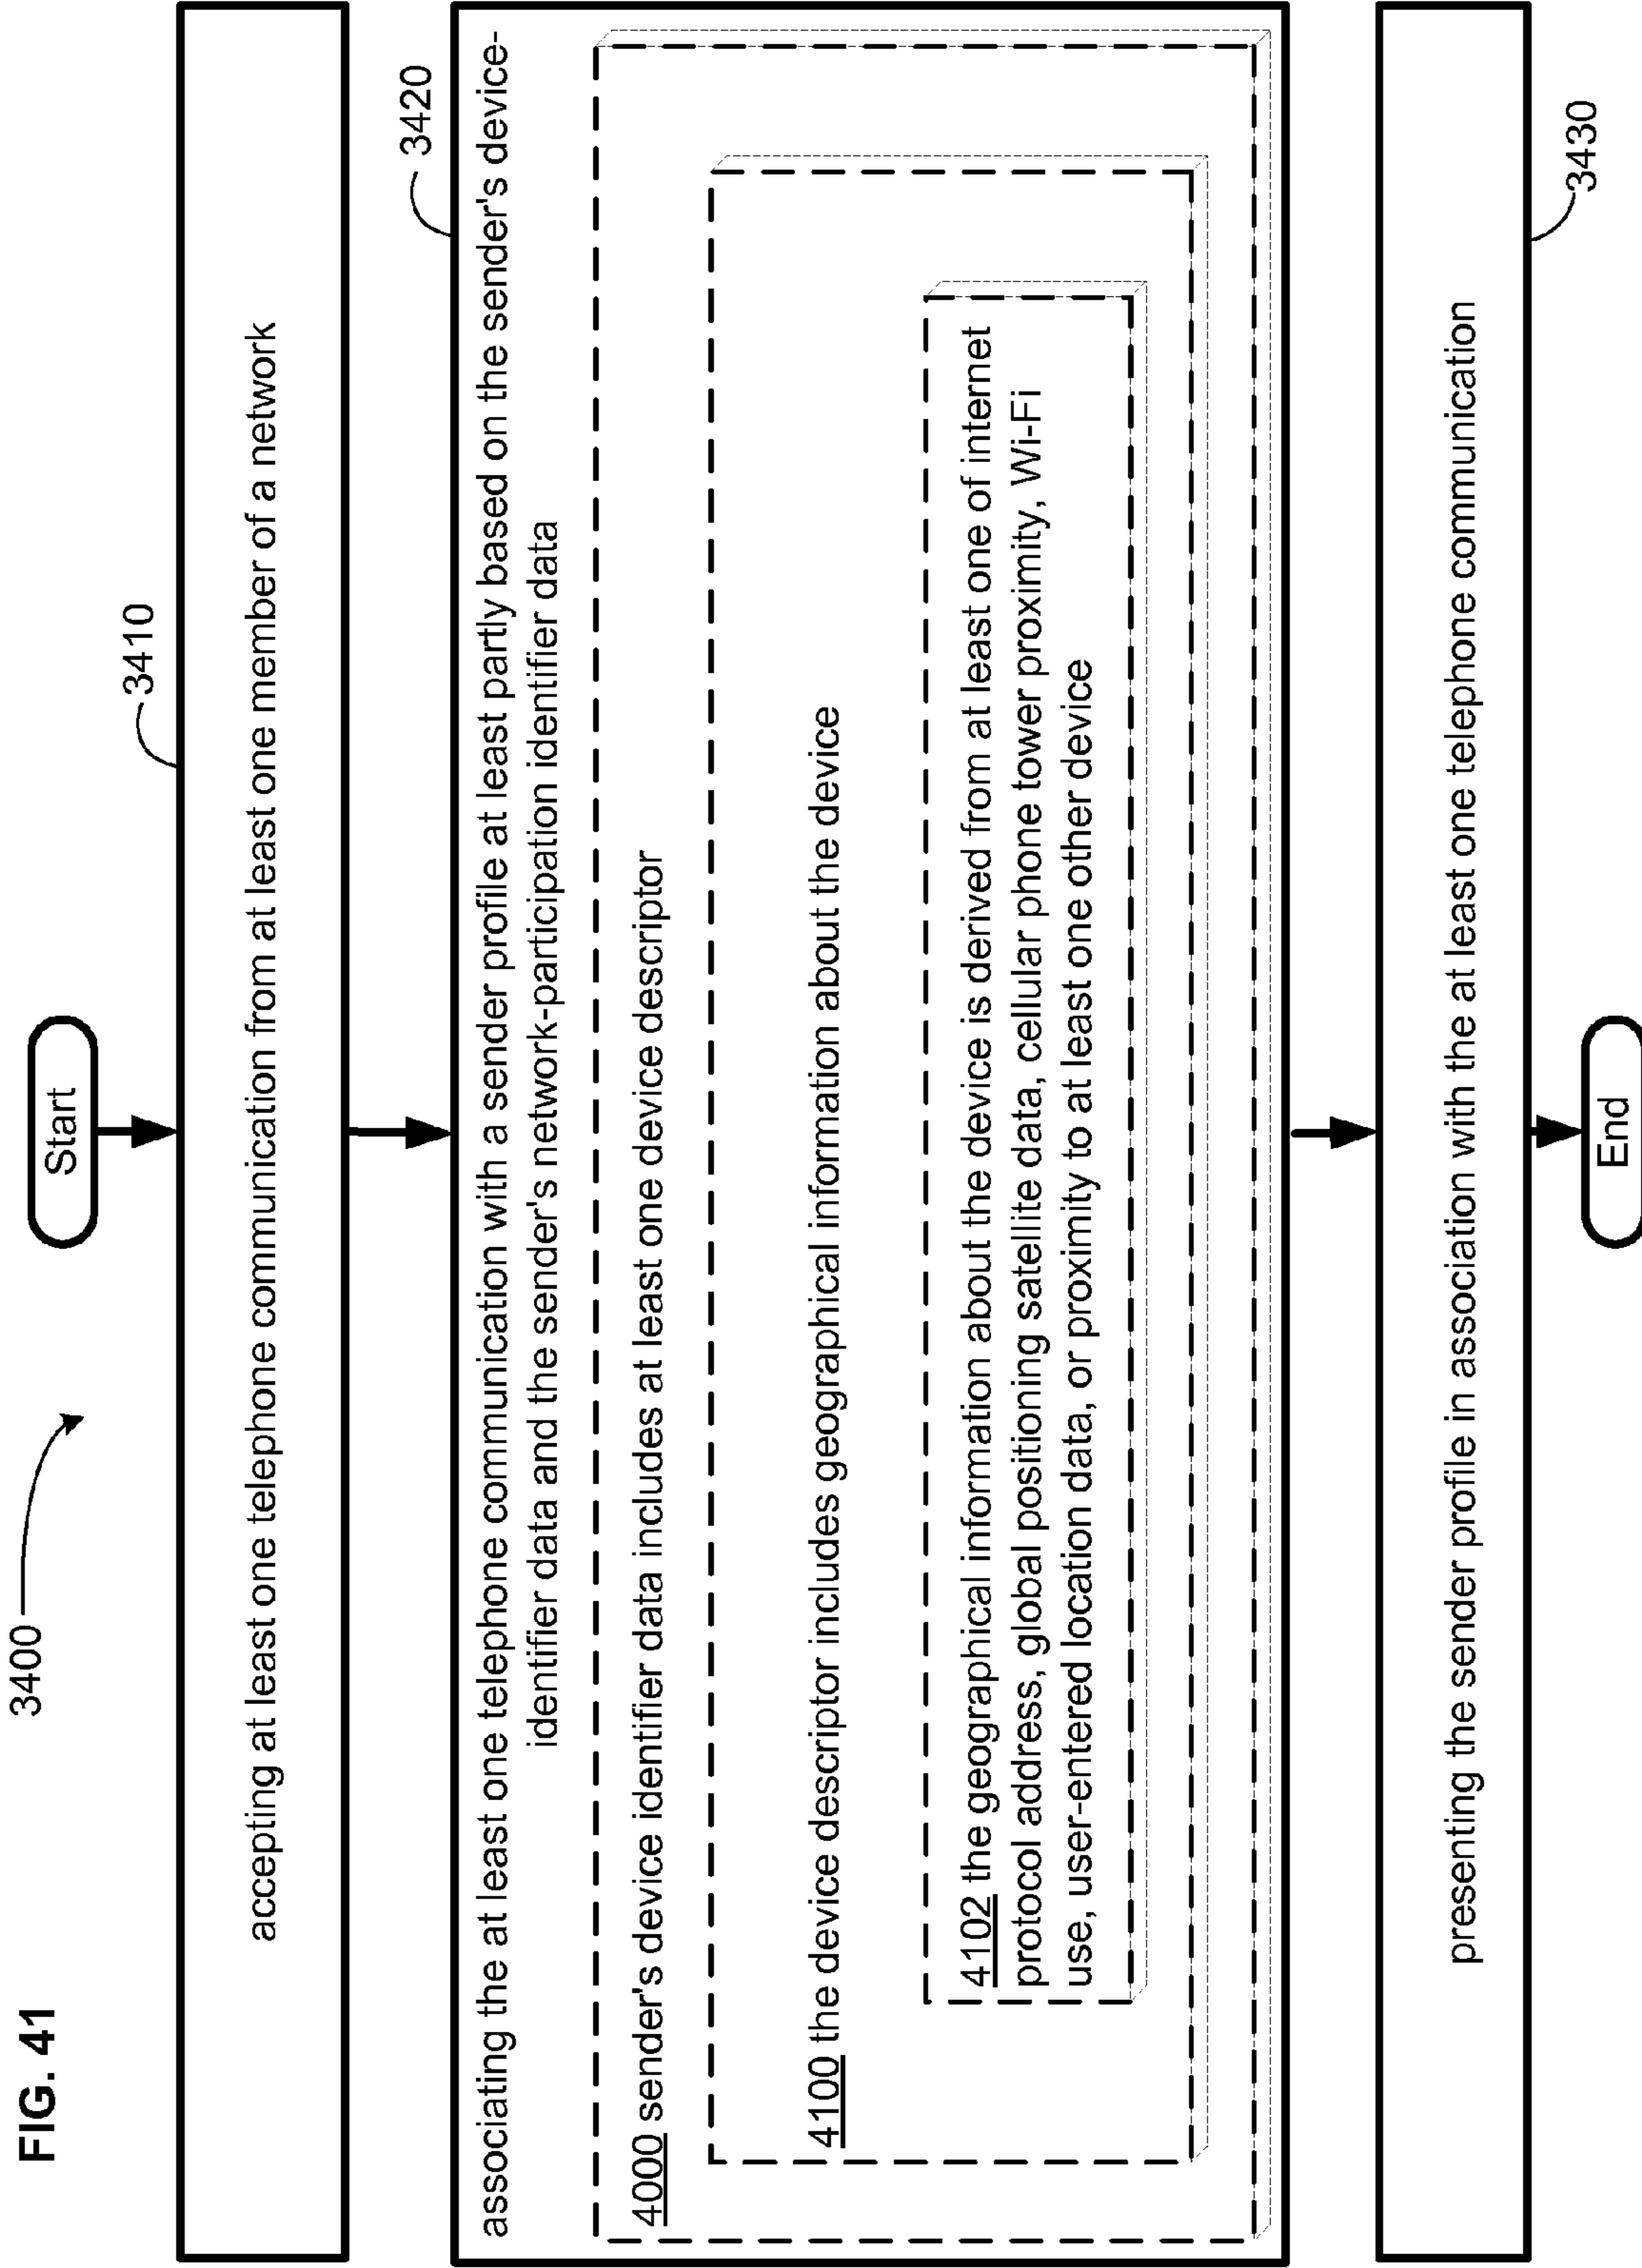 FIG. 41
3400
Start
3410
accepting at least one telephone communication from at least one member of a network
3420
associating the at least one telephone communication with a sender profile at least partly based on the sender's device-
identifier data and the sender's network-participation identifier data
4000 sender's device identifier data includes at least one device descriptor
4100 the device descriptor includes geographical information about the device
4102 the geographical information about the device is derived from at least one of internet
protocol address, global positioning satellite data, cellular phone tower proximity, Wi-Fi
use, user-entered location data, or proximity to at least one other device
presenting the sender profile in association with the at least one telephone communication
3430
End